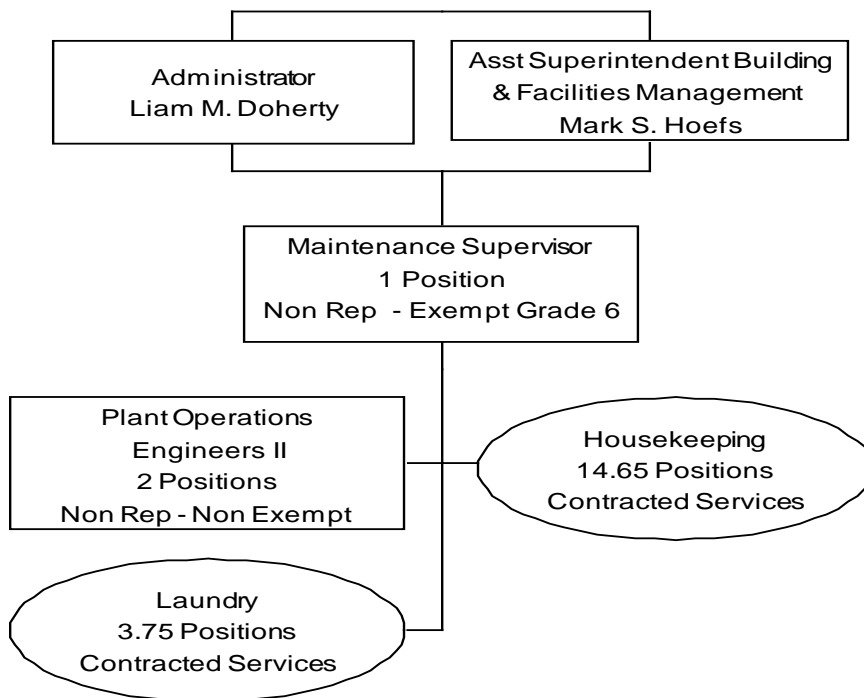 Administrator
Liam M. Doherty
Asst Superintendent Building
& Facilities Management
Mark S. Hoefs
Maintenance Supervisor
1 Position
Non Rep - Exempt Grade 6
Plant Operations
Engineers II
2 Positions
Non Rep - Non Exempt
Housekeeping
14.65 Positions
Contracted Services
Laundry
3.75 Positions
Contracted Services